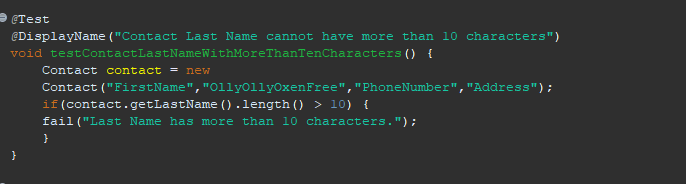 @Test
@DisplayName("Contact Last Name cannot have more than 10 characters")
void testContactLastNameWithMoreThanTenCharacters() {
Contact contact = new
Contact("FirstName","OllyOllyOxenFree","PhoneNumber","Address");
if(contact.getLastName().length() > 10) {
fail("Last Name has more than 10 characters.");
}
}